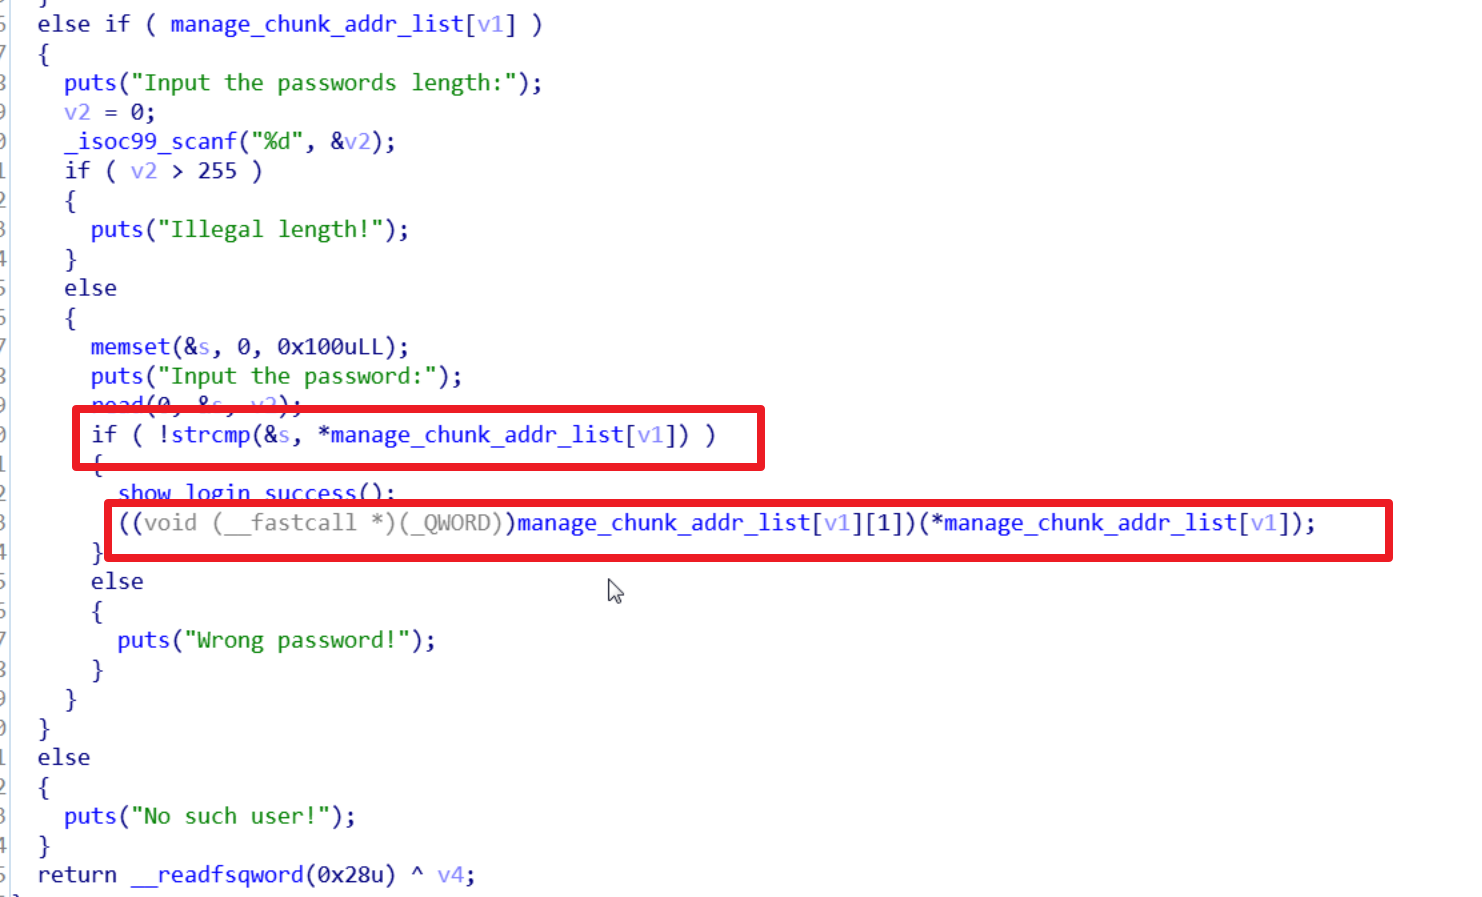 else if ( manage_chunk_addr_list[v1] )
{
puts("Input the passwords length:");
v2 = 0;
_isoc99_scanf("%d", &v2);
if ( v2 > 255 )
{
puts("Illegal length!");
}
else
{
memset(&s, 0, 0x100uLL);
puts("Input the password:");
read(0, &s, v2);
if ( !strcmp(&s, *manage_chunk_addr_list[v1]) )
{
show_login_success();
((void (__fastcall *)(_QWORD))manage_chunk_addr_list[v1][1])(*manage_chunk_addr_list[v1]);
}
else
{
puts("Wrong password!");
}
}
}
else
{
puts("No such user!");
}
return __readfsqword(0x28u) ^ v4;